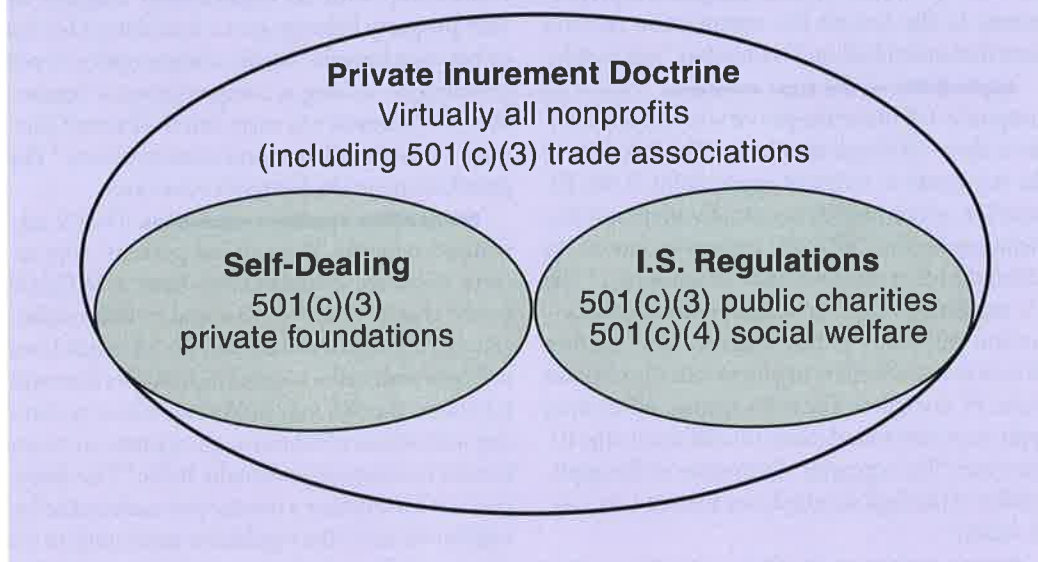 Private Inurement Doctrine
Virtually all nonprofits
(including 501(c)(3) trade associations
Self-Dealing
501(c)(3)
private foundations
I.S. Regulations
501(c)(3) public charities
501(c)(4) social welfare